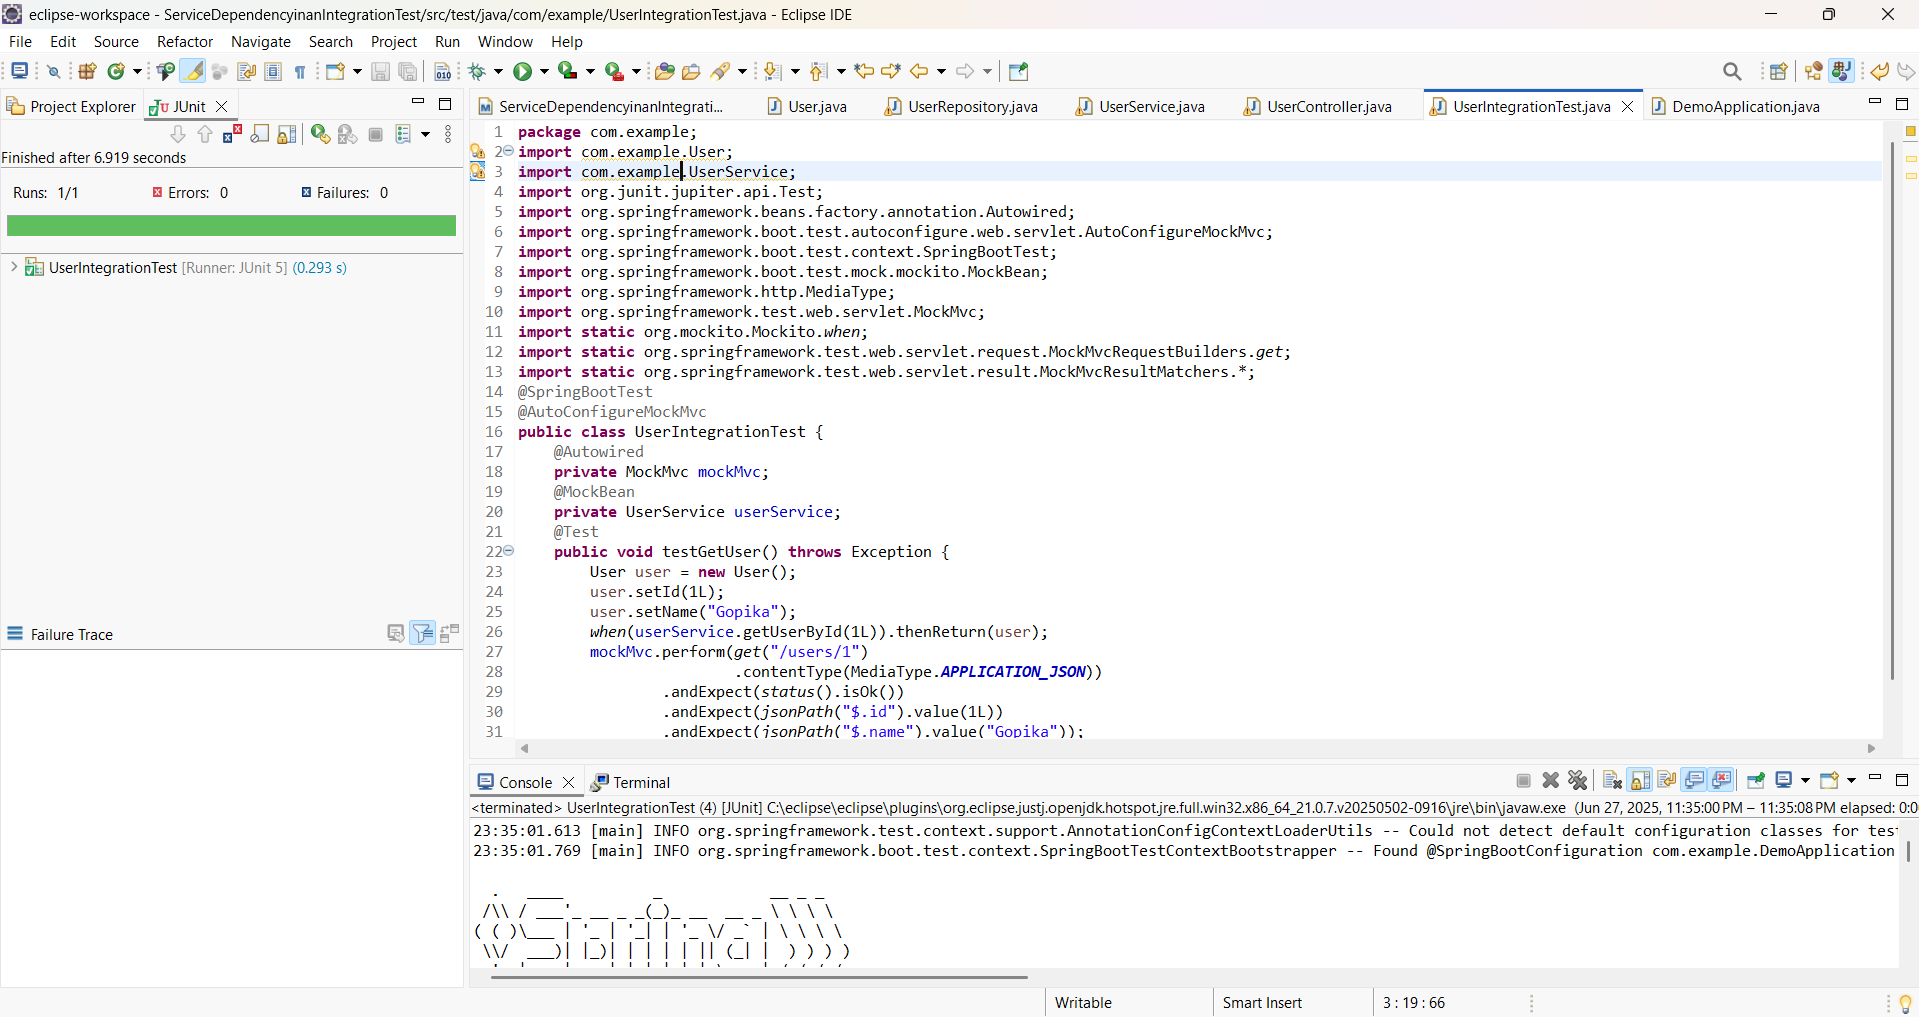 eclipse-workspace - ServiceDependencyinanIntegrationTest/src/test/java/com/example/UserIntegrationTest.java - Eclipse IDE
File Edit Source Refactor Navigate Search Project Run Window Help
Project Explorer JUnit
Finished after 6.919 seconds
Runs: 1/1 Errors: 0 Failures: 0
UserIntegrationTest [Runner: JUnit 5] (0.293 s)
Failure Trace
ServiceDependencyinanIntegrati... User.java UserRepository.java UserService.java UserController.java UserIntegrationTest.java DemoApplication.java
1 package com.example;
2 import com.example.User;
3 import com.example.UserService;
4 import org.junit.jupiter.api.Test;
5 import org.springframework.beans.factory.annotation.Autowired;
6 import org.springframework.boot.test.autoconfigure.web.servlet.AutoConfigureMockMvc;
7 import org.springframework.boot.test.context.SpringBootTest;
8 import org.springframework.boot.test.mock.mockito.MockBean;
9 import org.springframework.http.MediaType;
10 import org.springframework.test.web.servlet.MockMvc;
11 import static org.mockito.Mockito.when;
12 import static org.springframework.test.web.servlet.request.MockMvcRequestBuilders.get;
13 import static org.springframework.test.web.servlet.result.MockMvcResultMatchers.*;
14 @SpringBootTest
15 @AutoConfigureMockMvc
16 public class UserIntegrationTest {
17 @Autowired
18 private MockMvc mockMvc;
19 @MockBean
20 private UserService userService;
21 @Test
22 public void testGetUser() throws Exception {
23 User user = new User();
24 user.setId(1L);
25 user.setName("Gopika");
26 when(userService.getUserById(1L)).thenReturn(user);
27 mockMvc.perform(get("/users/1")
28 .contentType(MediaType.APPLICATION_JSON))
29 .andExpect(status().isOk())
30 .andExpect(jsonPath("$.id").value(1L))
31 .andExpect(jsonPath("$.name").value("Gopika"));
Console Terminal
<terminated> UserIntegrationTest (4) [JUnit] C:\eclipse\eclipse\plugins\org.eclipse.justj.openjdk.hotspot.jre.full.win32.x86_64_21.0.7.v20250502-0916\jre\bin\javaw.exe (Jun 27, 2025, 11:35:00 PM – 11:35:08 PM elapsed: 0:0
23:35:01.613 [main] INFO org.springframework.test.context.support.AnnotationConfigContextLoaderUtils -- Could not detect default configuration classes for tes
23:35:01.769 [main] INFO org.springframework.boot.test.context.SpringBootTestContextBootstrapper -- Found @SpringBootConfiguration com.example.DemoApplication
Spring
Writable Smart Insert 3 : 19 : 66